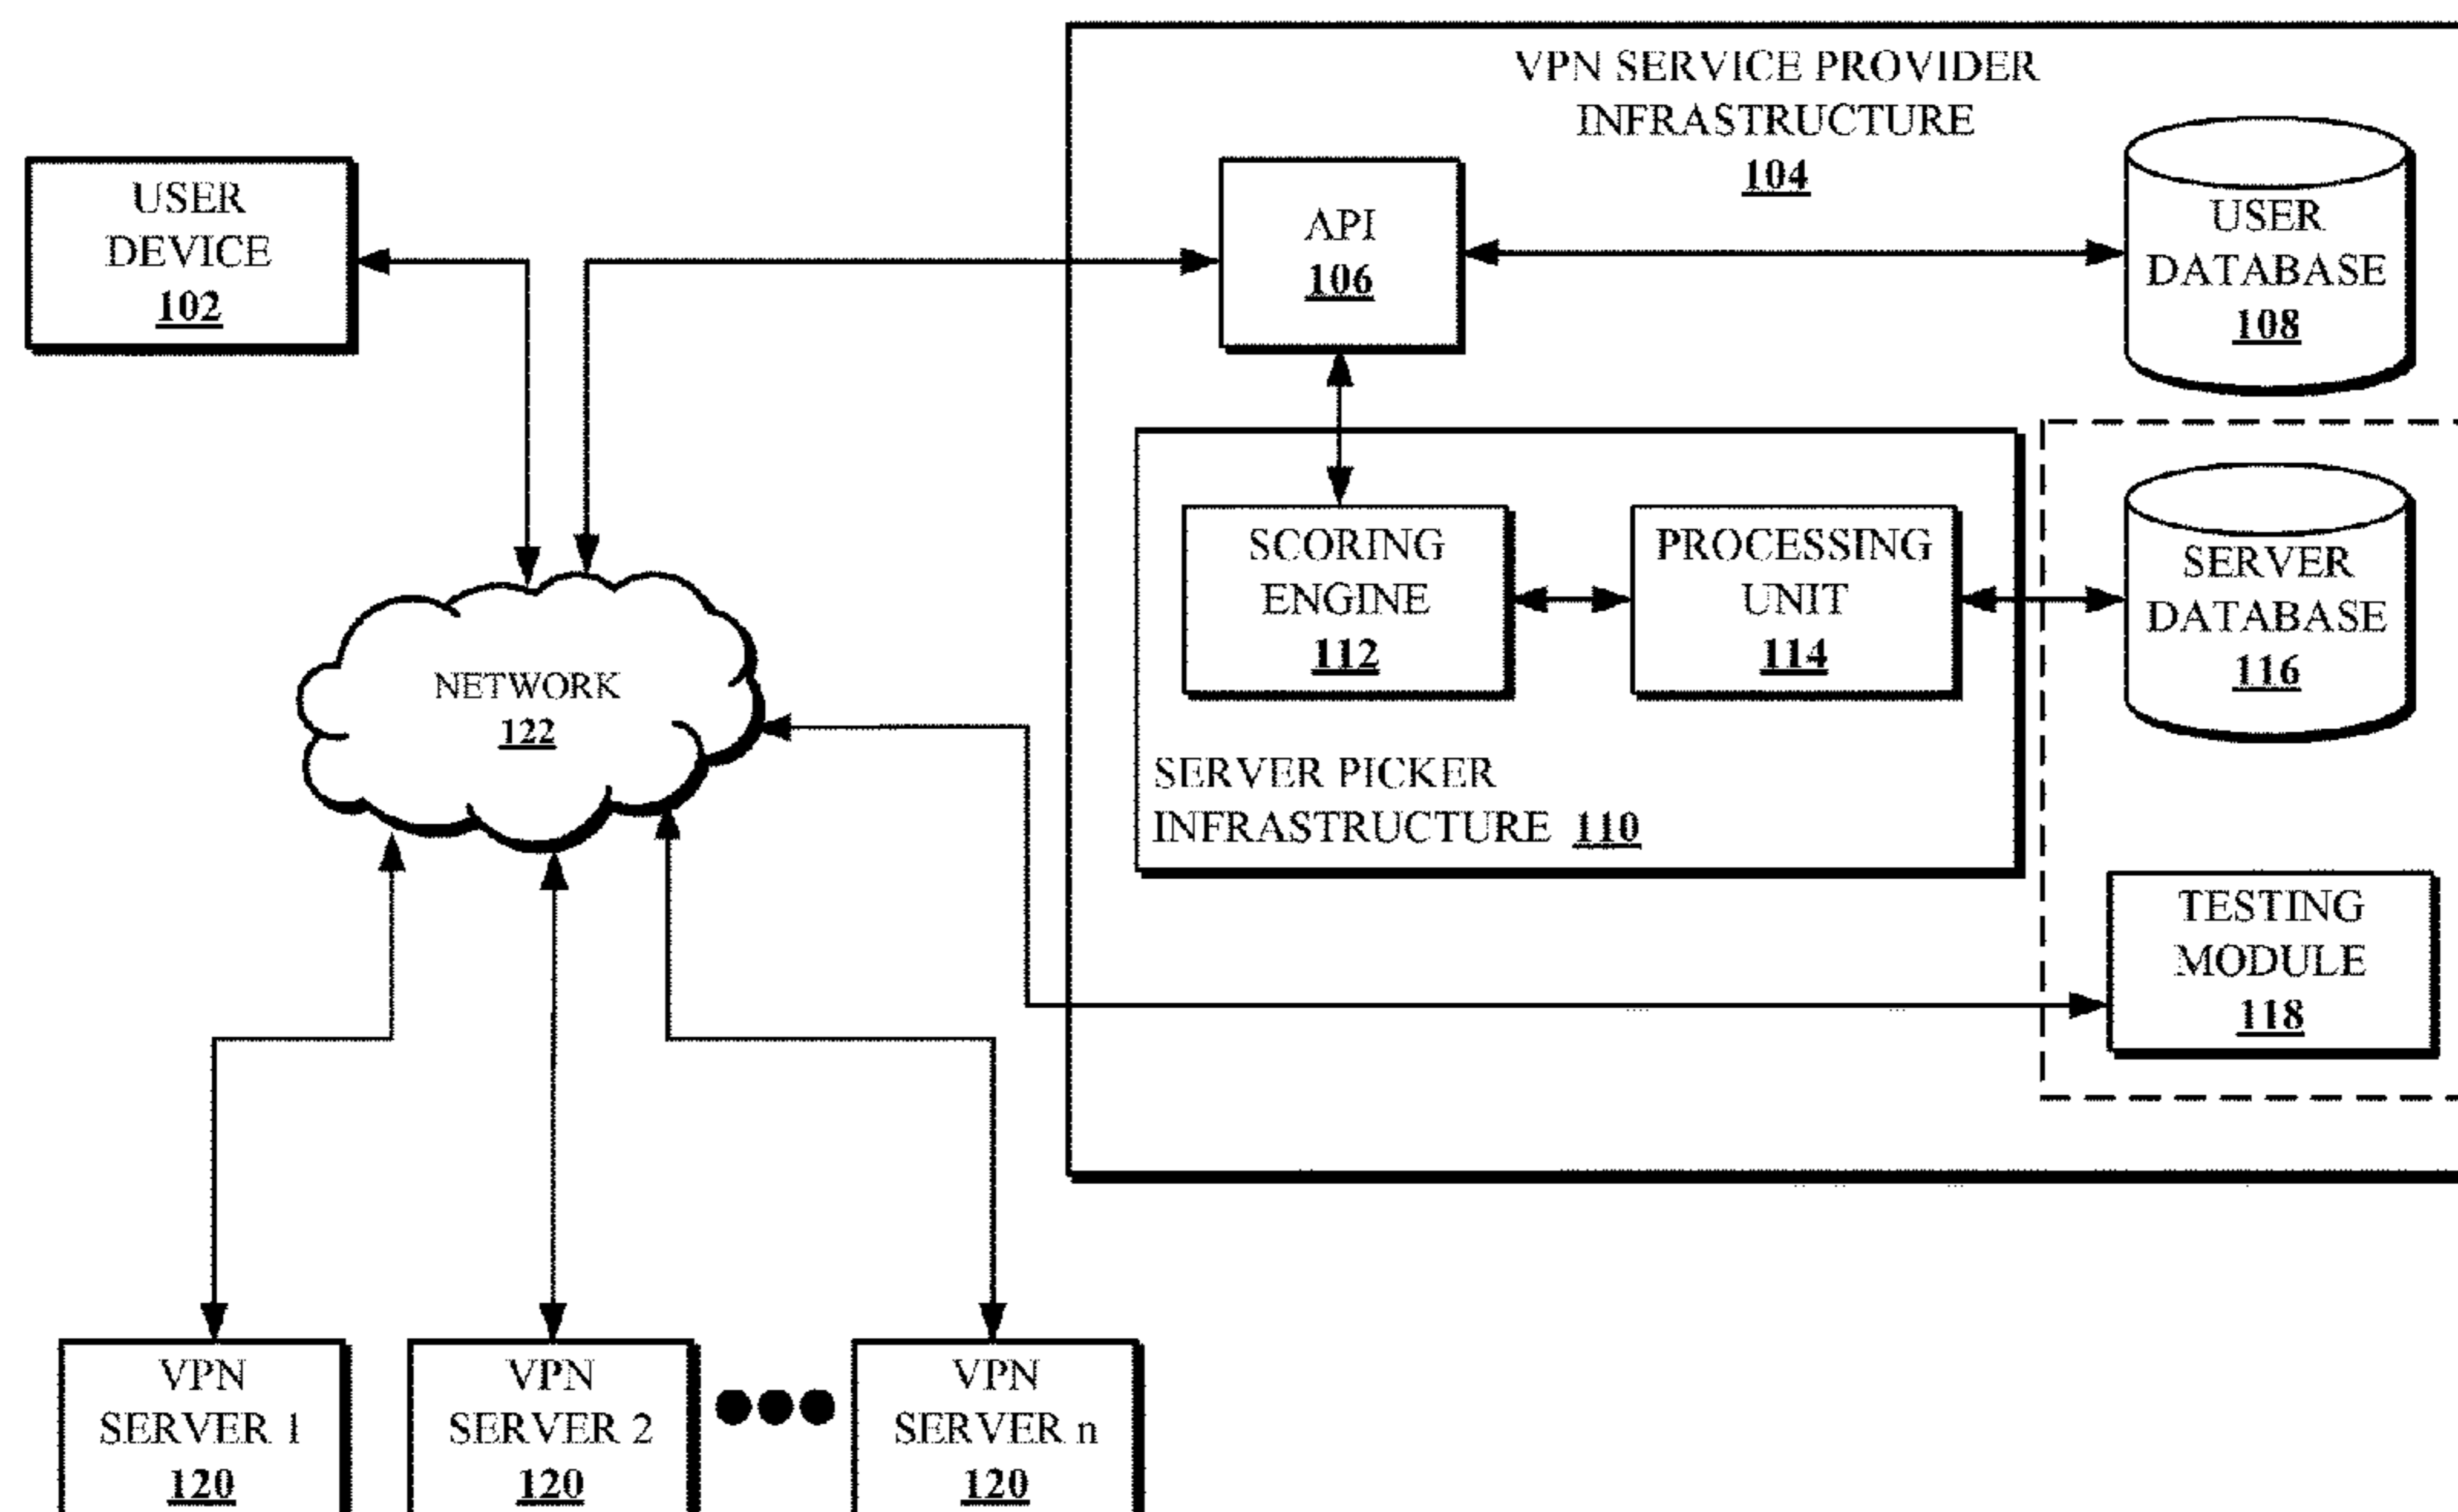 VPN SERVICE PROVIDER
INFRASTRUCTURE
104
USER
DEVICE
102
API
106
USER
DATABASE
108
SCORING
ENGINE
112
PROCESSING
UNIT
114
SERVER
DATABASE
116
NETWORK
122
SERVER PICKER
INFRASTRUCTURE 110
TESTING
MODULE
118
VPN
SERVER 1
120
VPN
SERVER 2
120
VPN
SERVER n
120